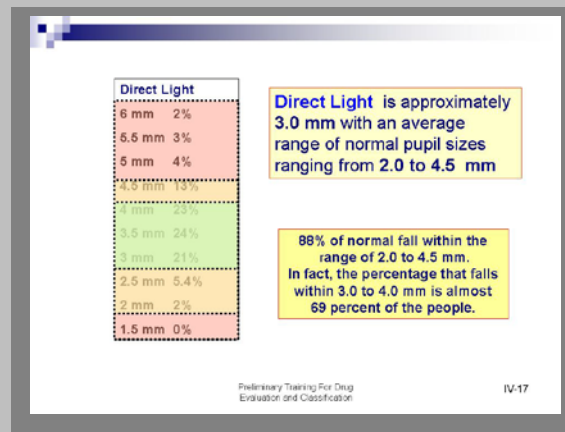 Direct Light
6 mm 2%
5.5 mm 3%
5 mm 4%
4.5 mm 13%
4 mm 23%
3.5 mm 24%
3 mm 21%
2.5 mm 5.4%
2 mm 2%
1.5 mm 0%
Direct Light is approximately
3.0 mm with an average
range of normal pupil sizes
ranging from 2.0 to 4.5 mm
88% of normal fall within the
range of 2.0 to 4.5 mm.
In fact, the percentage that falls
within 3.0 to 4.0 mm is almost
69 percent of the people.
Preliminary Training For Drug
Evaluation and Classification
IV-17